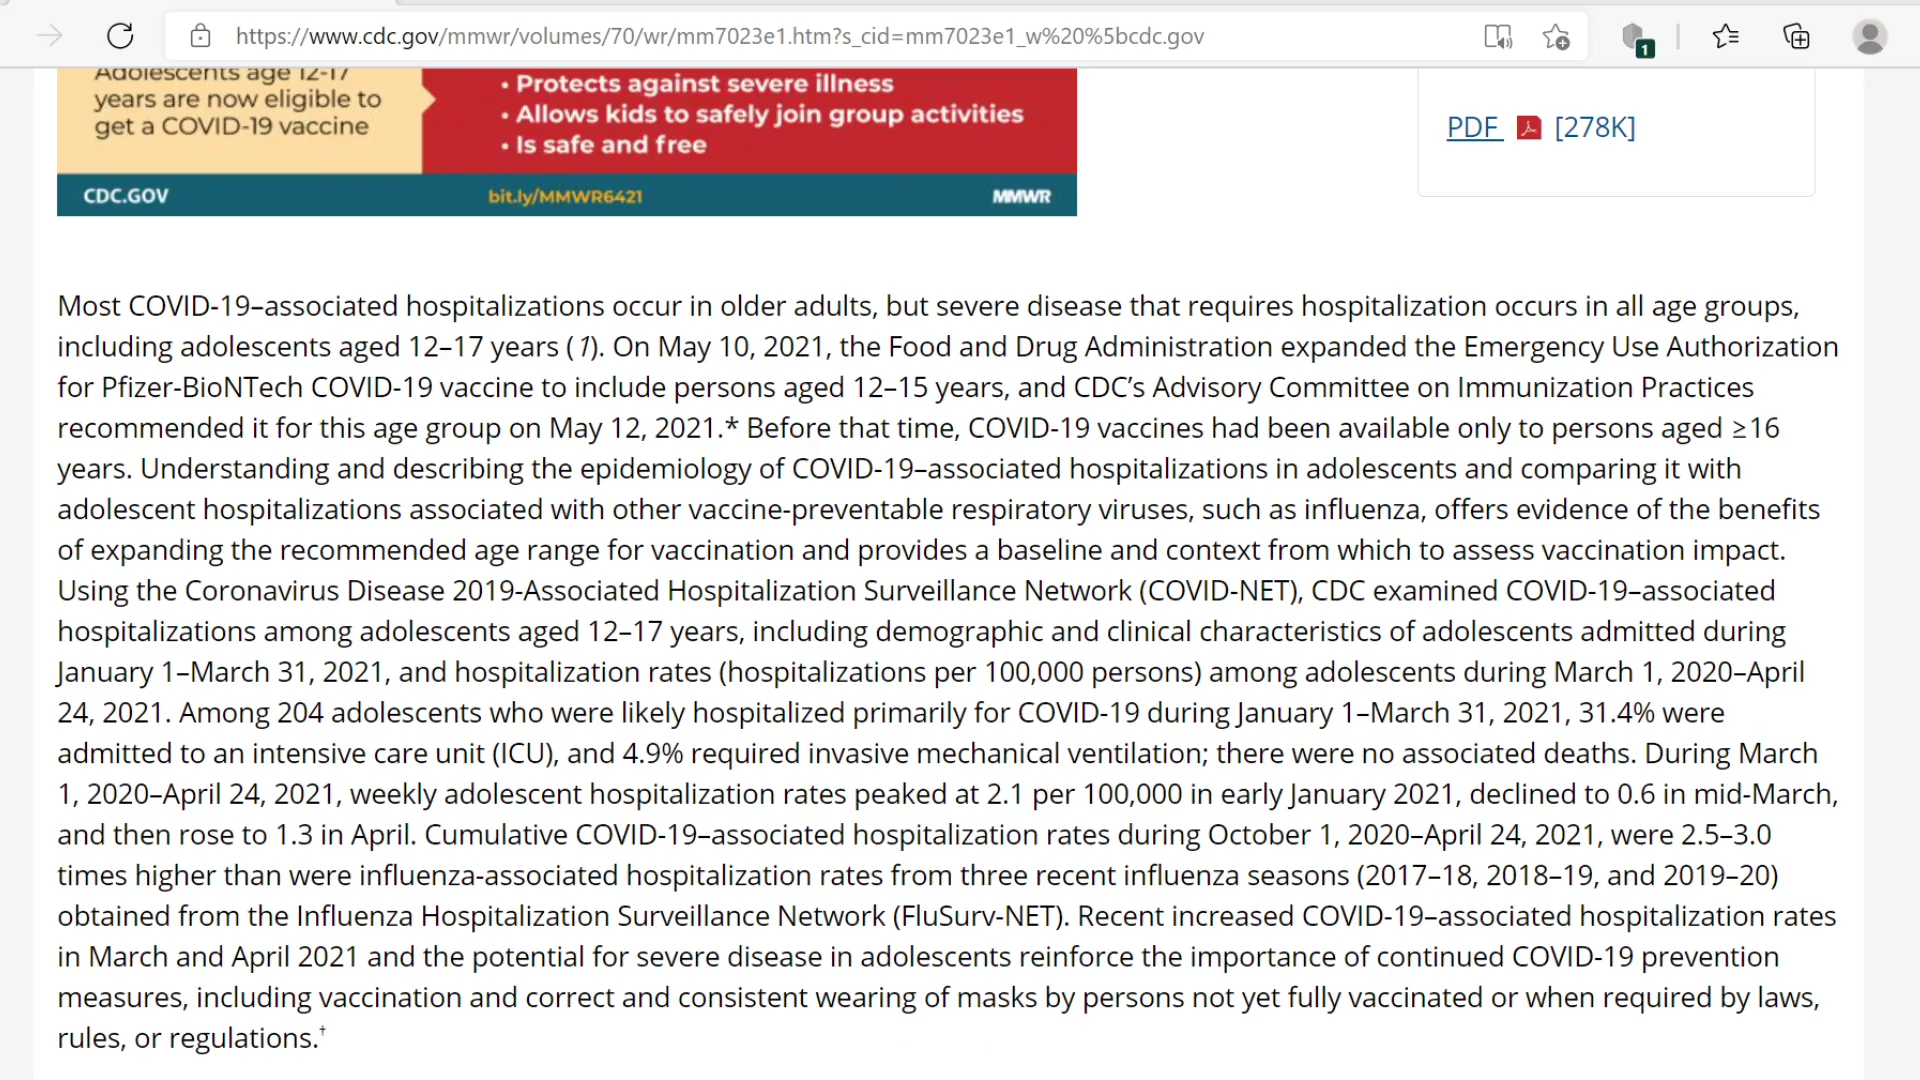 https://www.cdc.gov/mmwr/volumes/70/wr/mm7023e1.htm?s_cid=mm7023e1_w%20%5bcdc.gov
1
Adolescents age 12-17
years are now eligible to
get a COVID-19 vaccine
• Protects against severe illness
• Allows kids to safely join group activities
• Is safe and free
PDF [278K]
CDC.GOV bit.ly/MMWR6421 MMWR
Most COVID-19–associated hospitalizations occur in older adults, but severe disease that requires hospitalization occurs in all age groups,
including adolescents aged 12–17 years (1). On May 10, 2021, the Food and Drug Administration expanded the Emergency Use Authorization
for Pfizer-BioNTech COVID-19 vaccine to include persons aged 12–15 years, and CDC’s Advisory Committee on Immunization Practices
recommended it for this age group on May 12, 2021.* Before that time, COVID-19 vaccines had been available only to persons aged ≥16
years. Understanding and describing the epidemiology of COVID-19–associated hospitalizations in adolescents and comparing it with
adolescent hospitalizations associated with other vaccine-preventable respiratory viruses, such as influenza, offers evidence of the benefits
of expanding the recommended age range for vaccination and provides a baseline and context from which to assess vaccination impact.
Using the Coronavirus Disease 2019-Associated Hospitalization Surveillance Network (COVID-NET), CDC examined COVID-19–associated
hospitalizations among adolescents aged 12–17 years, including demographic and clinical characteristics of adolescents admitted during
January 1–March 31, 2021, and hospitalization rates (hospitalizations per 100,000 persons) among adolescents during March 1, 2020–April
24, 2021. Among 204 adolescents who were likely hospitalized primarily for COVID-19 during January 1–March 31, 2021, 31.4% were
admitted to an intensive care unit (ICU), and 4.9% required invasive mechanical ventilation; there were no associated deaths. During March
1, 2020–April 24, 2021, weekly adolescent hospitalization rates peaked at 2.1 per 100,000 in early January 2021, declined to 0.6 in mid-March,
and then rose to 1.3 in April. Cumulative COVID-19–associated hospitalization rates during October 1, 2020–April 24, 2021, were 2.5–3.0
times higher than were influenza-associated hospitalization rates from three recent influenza seasons (2017–18, 2018–19, and 2019–20)
obtained from the Influenza Hospitalization Surveillance Network (FluSurv-NET). Recent increased COVID-19–associated hospitalization rates
in March and April 2021 and the potential for severe disease in adolescents reinforce the importance of continued COVID-19 prevention
measures, including vaccination and correct and consistent wearing of masks by persons not yet fully vaccinated or when required by laws,
rules, or regulations.†